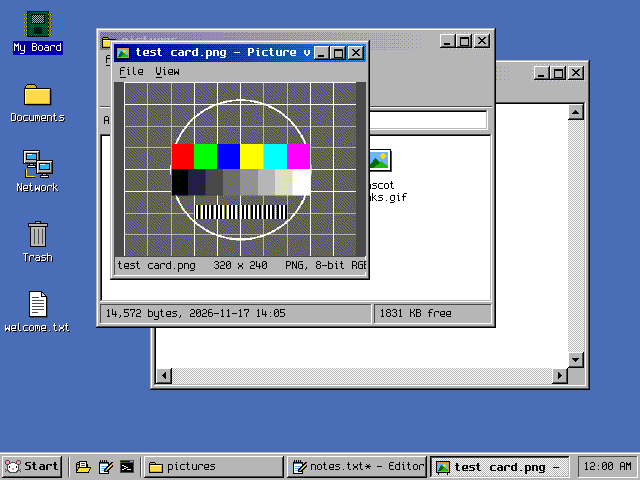 My Board
Documents
Network
Trash
welcome.txt
test card.png - Picture v
File View
test card.png 320 x 240 PNG, 8-bit RGB
ks.gif
14,572 bytes, 2026-11-17 14:05
1831 KB free
Start
pictures
notes.txt* - Editor
test card.png -
12:00 AM